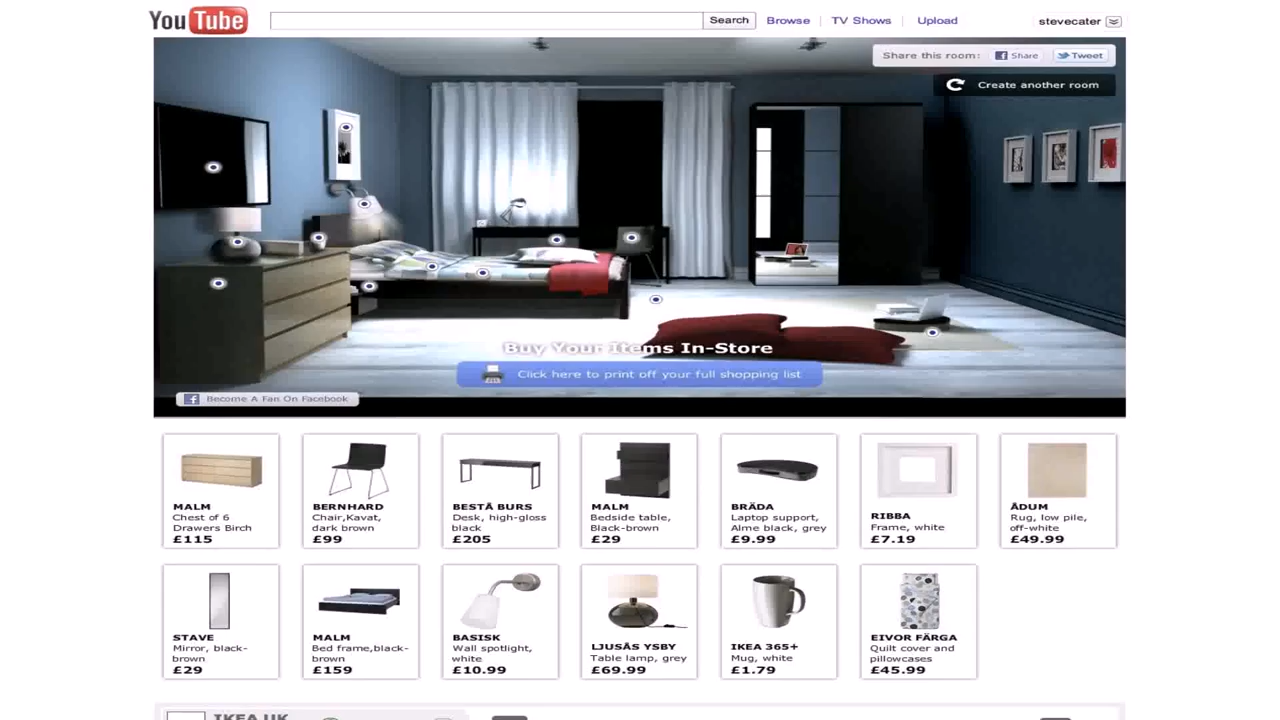 YouTube
Search
Browse
TV Shows
Upload
stevecater
Share this room:
Share
Tweet
Create another room
Buy Your Items In-Store
Click here to print off your full shopping list
Become A Fan On Facebook
MALM
Chest of 6
Drawers Birch
£115
BERNHARD
Chair,Kavat,
dark brown
£99
BESTÅ BURS
Desk, high-gloss
black
£205
MALM
Bedside table,
Black-brown
£29
BRÄDA
Laptop support,
Alme black, grey
£9.99
RIBBA
Frame, white
£7.19
ÅDUM
Rug, low pile,
off-white
£49.99
STAVE
Mirror, black-
brown
£29
MALM
Bed frame,black-
brown
£159
BASISK
Wall spotlight,
white
£10.99
LJUSÅS YSBY
Table lamp, grey
£69.99
IKEA 365+
Mug, white
£1.79
EIVOR FÄRGA
Quilt cover and
pillowcases
£45.99
IKEA UK